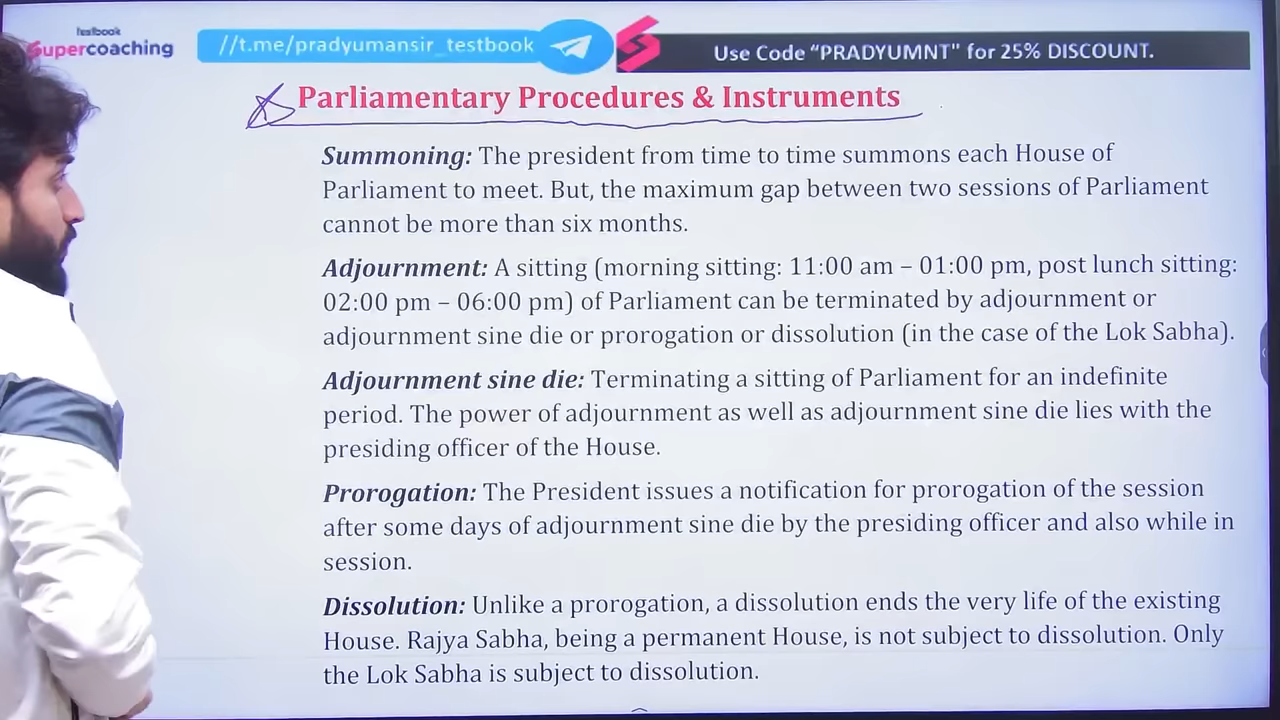 testbook
Supercoaching
//t.me/pradyumansir_testbook
Use Code “PRADYUMNT" for 25% DISCOUNT.
Parliamentary Procedures & Instruments
Summoning: The president from time to time summons each House of
Parliament to meet. But, the maximum gap between two sessions of Parliament
cannot be more than six months.
Adjournment: A sitting (morning sitting: 11:00 am – 01:00 pm, post lunch sitting:
02:00 pm – 06:00 pm) of Parliament can be terminated by adjournment or
adjournment sine die or prorogation or dissolution (in the case of the Lok Sabha).
Adjournment sine die: Terminating a sitting of Parliament for an indefinite
period. The power of adjournment as well as adjournment sine die lies with the
presiding officer of the House.
Prorogation: The President issues a notification for prorogation of the session
after some days of adjournment sine die by the presiding officer and also while in
session.
Dissolution: Unlike a prorogation, a dissolution ends the very life of the existing
House. Rajya Sabha, being a permanent House, is not subject to dissolution. Only
the Lok Sabha is subject to dissolution.